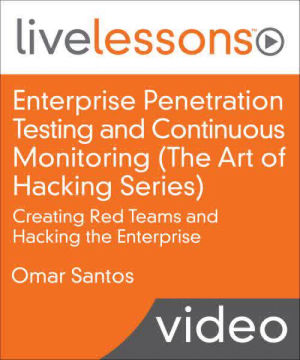 livelessons
Enterprise Penetration
Testing and Continuous
Monitoring (The Art of
Hacking Series)
Creating Red Teams and
Hacking the Enterprise
Omar Santos
video